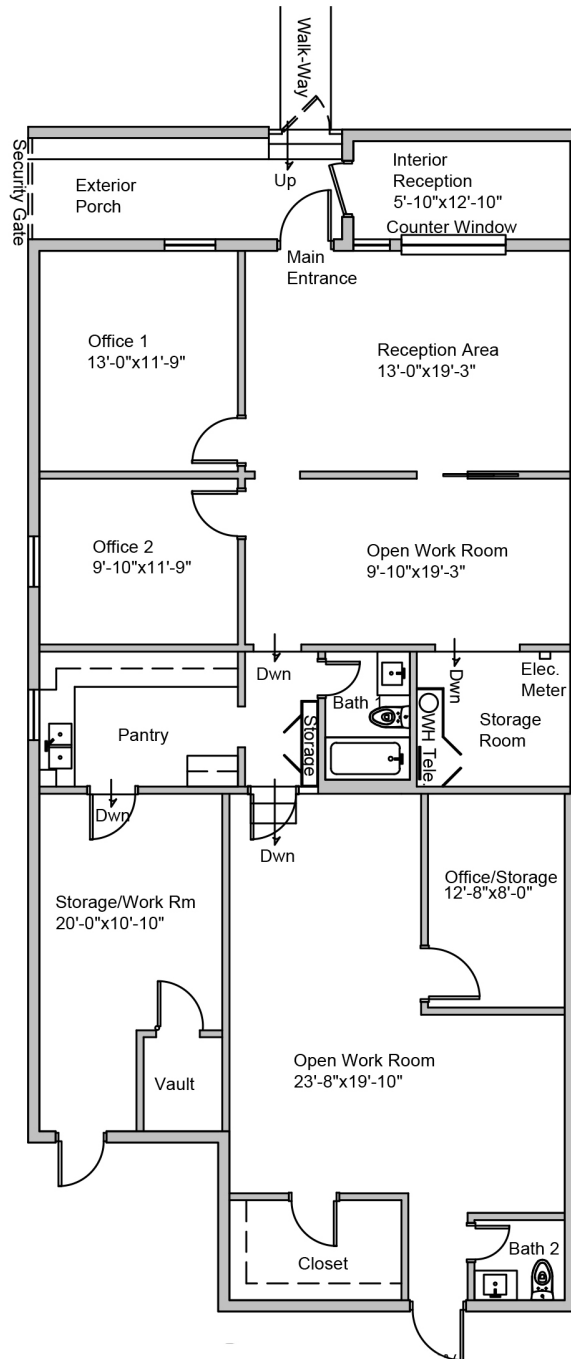 Walk-Way
Security Gate
Exterior
Porch
Up
Interior
Reception
5'-10"x12'-10"
Counter Window
Main
Entrance
Office 1
13'-0"x11'-9"
Reception Area
13'-0"x19'-3"
Office 2
9'-10"x11'-9"
Open Work Room
9'-10"x19'-3"
Dwn
Bath 1
Dwn
Elec.
Meter
Pantry
Storage
WH Tele.
Storage
Room
Dwn
Dwn
Storage/Work Rm
20'-0"x10'-10"
Office/Storage
12'-8"x8'-0"
Vault
Open Work Room
23'-8"x19'-10"
Closet
Bath 2